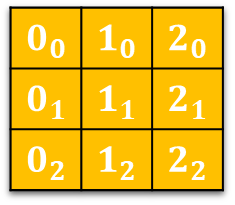 0₀ 1₀ 2₀
0₁ 1₁ 2₁
0₂ 1₂ 2₂